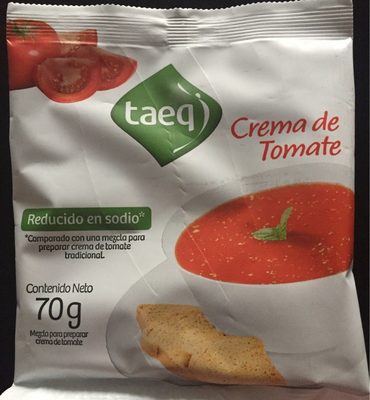 taeq
Crema de
Tomate
Reducido en sodio*
*Comparado con una mezcla para
preparar crema de tomate
tradicional.
Contenido Neto
70g
Mezcla para preparar
crema de tomate